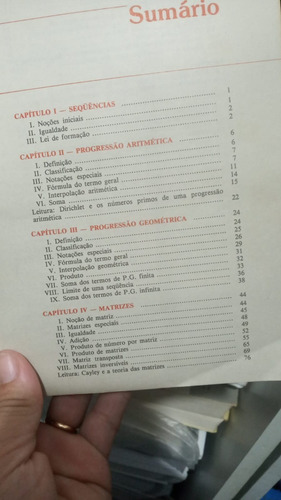 Sumário
CAPÍTULO I — SEQÜÊNCIAS 1
I. Noções iniciais 1
II. Igualdade 2
III. Lei de formação 2
CAPÍTULO II — PROGRESSÃO ARITMÉTICA 6
I. Definição 6
II. Classificação 7
III. Notações especiais 7
IV. Fórmula do termo geral 11
V. Interpolação aritmética 14
VI. Soma 15
Leitura: Dirichlet e os números primos de uma progressão
aritmética 22
CAPÍTULO III — PROGRESSÃO GEOMÉTRICA 24
I. Definição 24
II. Classificação 25
III. Notações especiais 26
IV. Fórmula do termo geral 29
V. Interpolação geométrica 31
VI. Produto 32
VII. Soma dos termos de P.G. finita 33
VIII. Limite de uma seqüência 36
IX. Soma dos termos de P.G. infinita 38
CAPÍTULO IV — MATRIZES 44
I. Noção de matriz 44
II. Matrizes especiais 45
III. Igualdade 48
IV. Adição 49
V. Produto de número por matriz 52
VI. Produto de matrizes 53
VII. Matriz transposta 65
VIII. Matrizes inversíveis 69
Leitura: Cayley e a teoria das matrizes 76